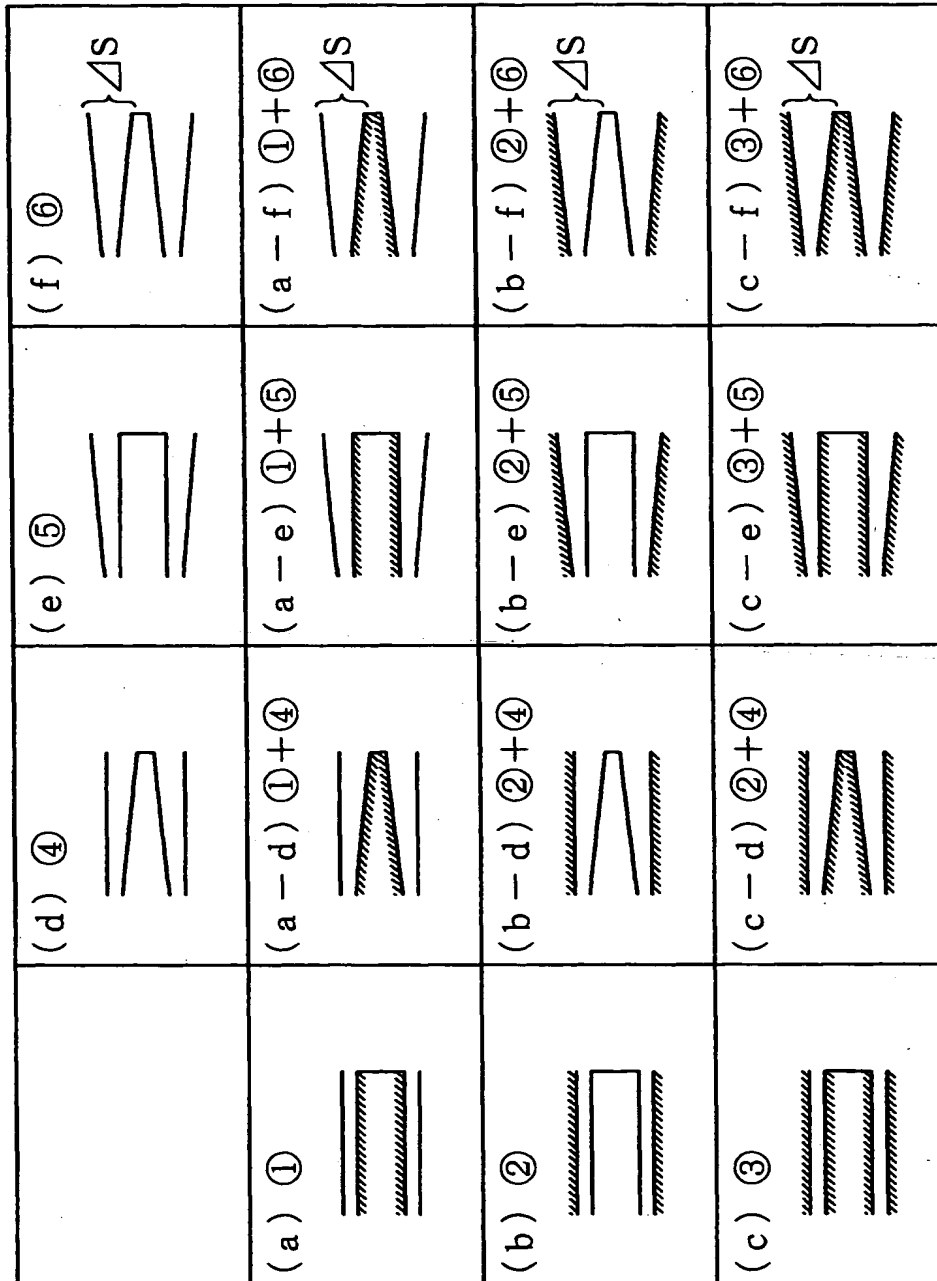 (d) ④
(e) ⑤
(f) ⑥
ΔS
(a) ①
(a-d) ①+④
(a-e) ①+⑤
(a-f) ①+⑥
ΔS
(b) ②
(b-d) ②+④
(b-e) ②+⑤
(b-f) ②+⑥
ΔS
(c) ③
(c-d) ②+④
(c-e) ③+⑤
(c-f) ③+⑥
ΔS